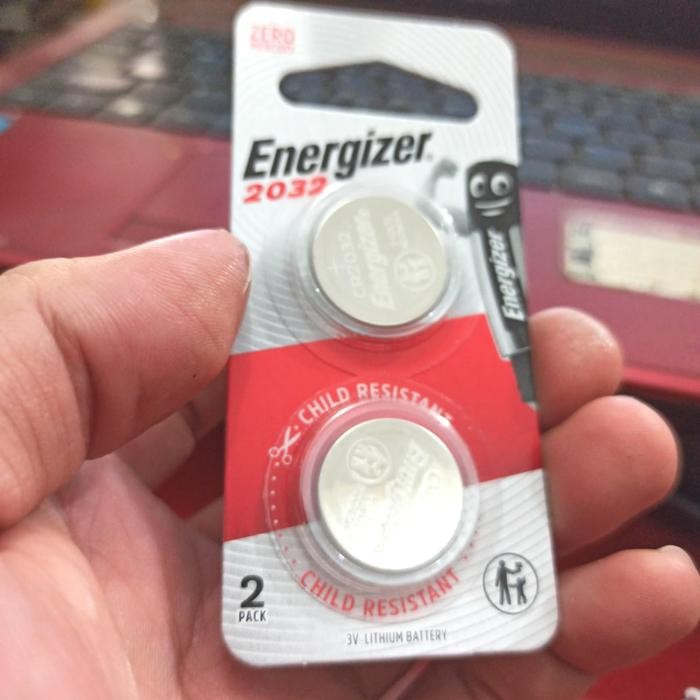 ZERO
Energizer
2032
+
CR2032
Energizer
Energizer
CHILD RESISTANT
CHILD RESISTANT
2
PACK
3V LITHIUM BATTERY